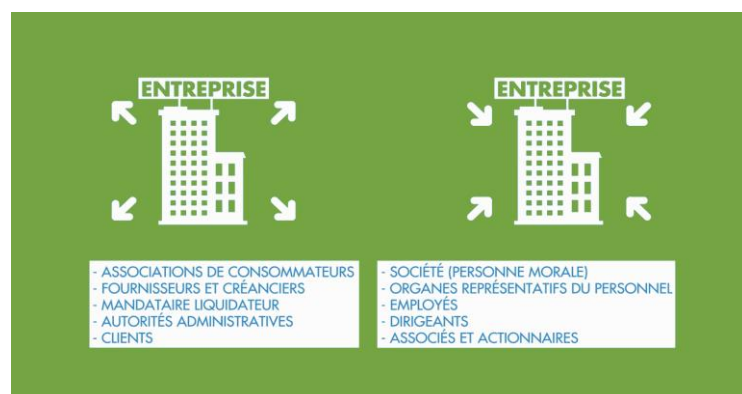 ENTREPRISE
- ASSOCIATIONS DE CONSOMMATEURS
- FOURNISSEURS ET CRÉANCIERS
- MANDATAIRE LIQUIDATEUR
- AUTORITÉS ADMINISTRATIVES
- CLIENTS
ENTREPRISE
- SOCIÉTÉ (PERSONNE MORALE)
- ORGANES REPRÉSENTATIFS DU PERSONNEL
- EMPLOYÉS
- DIRIGEANTS
- ASSOCIÉS ET ACTIONNAIRES